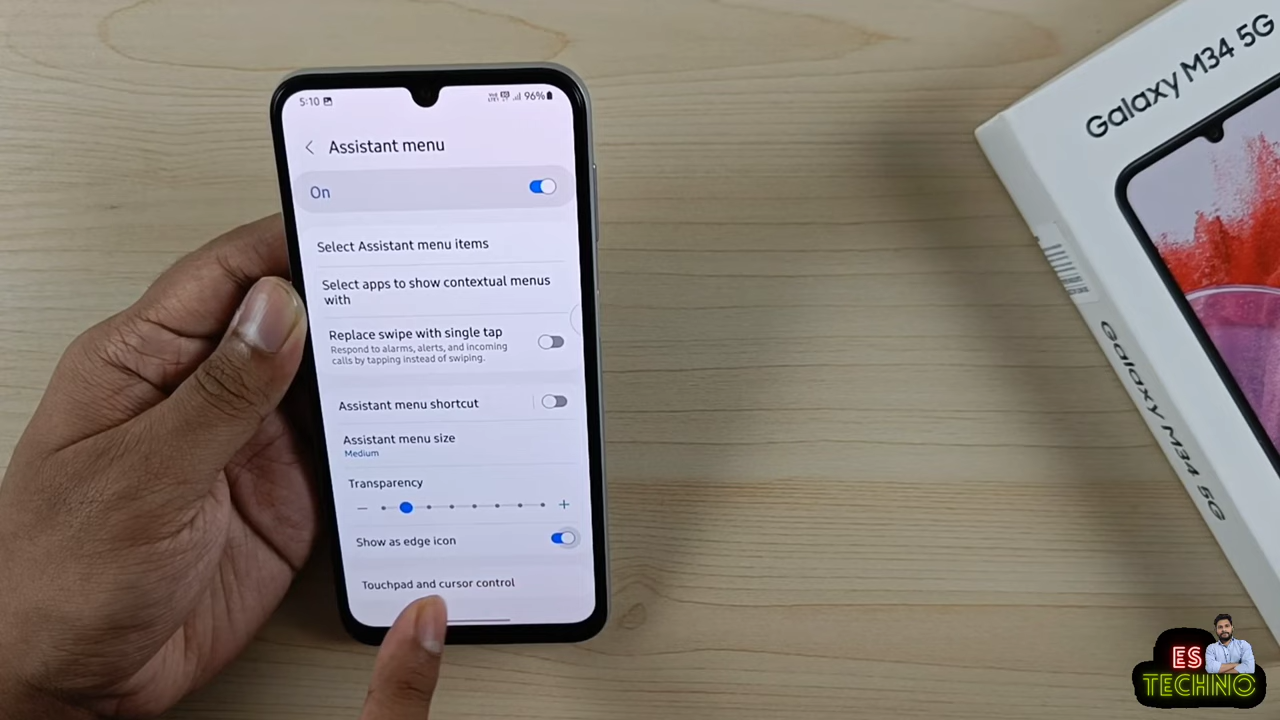 5:10
96%
Assistant menu
On
Select Assistant menu items
Select apps to show contextual menus
with
Replace swipe with single tap
Respond to alarms, alerts, and incoming
calls by tapping instead of swiping.
Assistant menu shortcut
Assistant menu size
Medium
Transparency
Show as edge icon
Touchpad and cursor control
Galaxy M34 5G
Galaxy M34 5G
ES
TECHNO